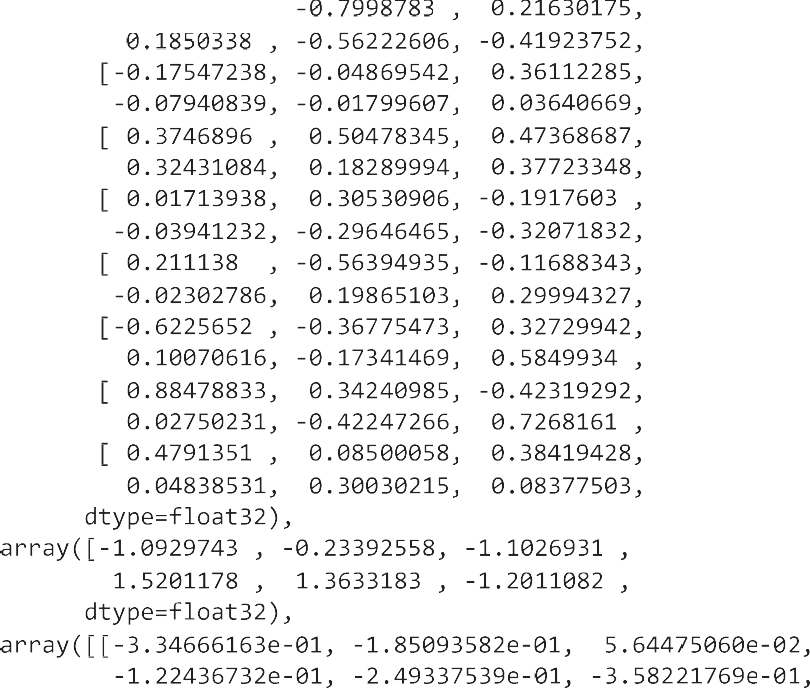 -0.7998783 ,  0.21630175,
0.1850338 , -0.56222606, -0.41923752,
[-0.17547238, -0.04869542,  0.36112285,
-0.07940839, -0.01799607,  0.03640669,
[ 0.3746896 ,  0.50478345,  0.47368687,
0.32431084,  0.18289994,  0.37723348,
[ 0.01713938,  0.30530906, -0.1917603 ,
-0.03941232, -0.29646465, -0.32071832,
[ 0.211138  , -0.56394935, -0.11688343,
-0.02302786,  0.19865103,  0.29994327,
[-0.6225652 , -0.36775473,  0.32729942,
0.10070616, -0.17341469,  0.5849934 ,
[ 0.88478833,  0.34240985, -0.42319292,
0.02750231, -0.42247266,  0.7268161 ,
[ 0.4791351 ,  0.08500058,  0.38419428,
0.04838531,  0.30030215,  0.08377503,
dtype=float32),
array([-1.0929743 , -0.23392558, -1.1026931 ,
1.5201178 ,  1.3633183 , -1.2011082 ,
dtype=float32),
array([[-3.34666163e-01, -1.85093582e-01,  5.64475060e-02,
-1.22436732e-01, -2.49337539e-01, -3.58221769e-01,